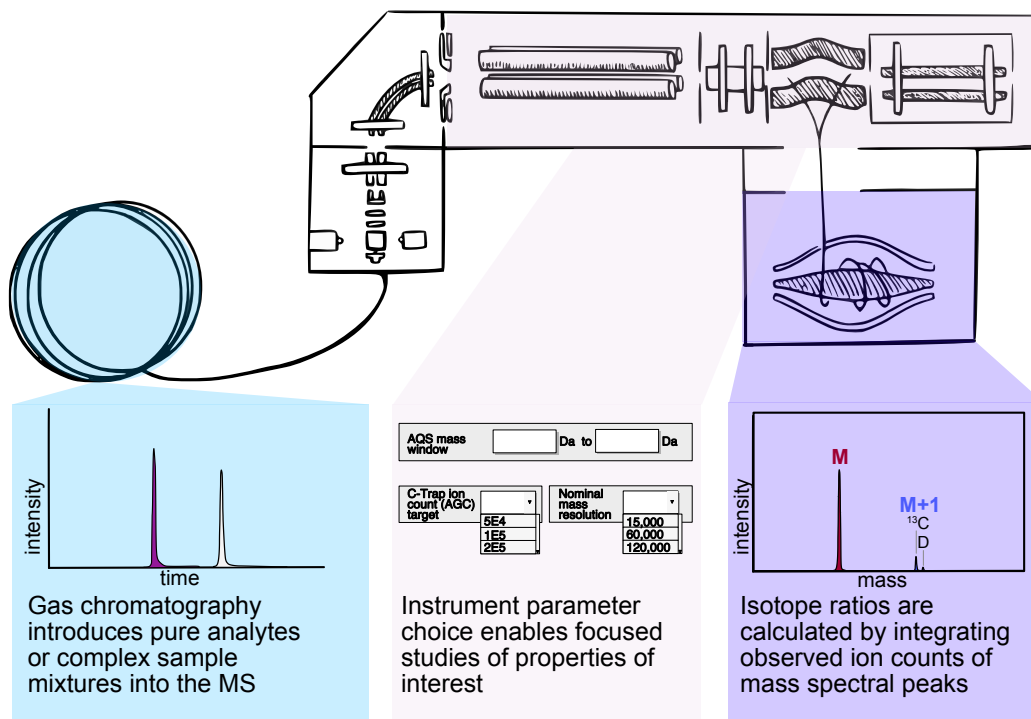 intensity
time
Gas chromatography
introduces pure analytes
or complex sample
mixtures into the MS
AQS mass
window
Da to
Da
C-Trap ion
count (AGC)
target
5E4
1E5
2E5
Nominal
mass
resolution
15,000
60,000
120,000
Instrument parameter
choice enables focused
studies of properties of
interest
intensity
M
M+1
¹³C
D
mass
Isotope ratios are
calculated by integrating
observed ion counts of
mass spectral peaks